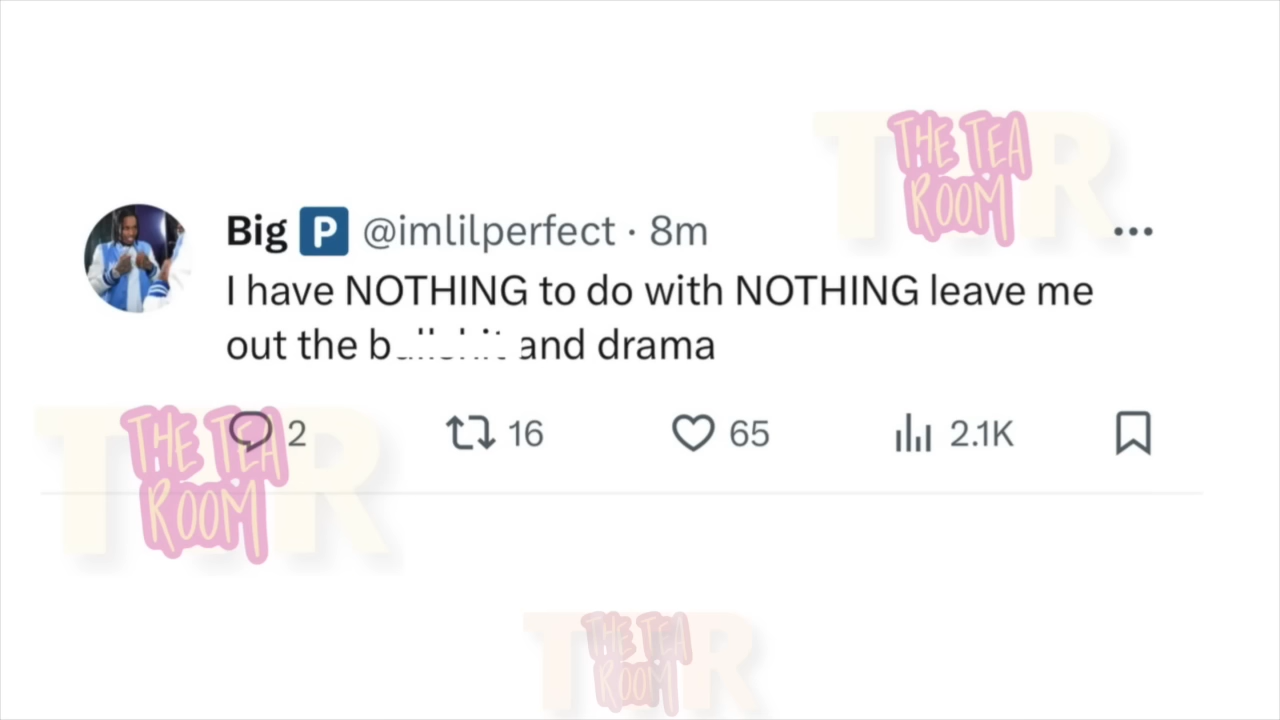 THE TEA
ROOM
Big 🅿️ @imlilperfect · 8m
I have NOTHING to do with NOTHING leave me
out the bullshit and drama
2 16 65 2.1K
THE TEA
ROOM
THE TEA
ROOM